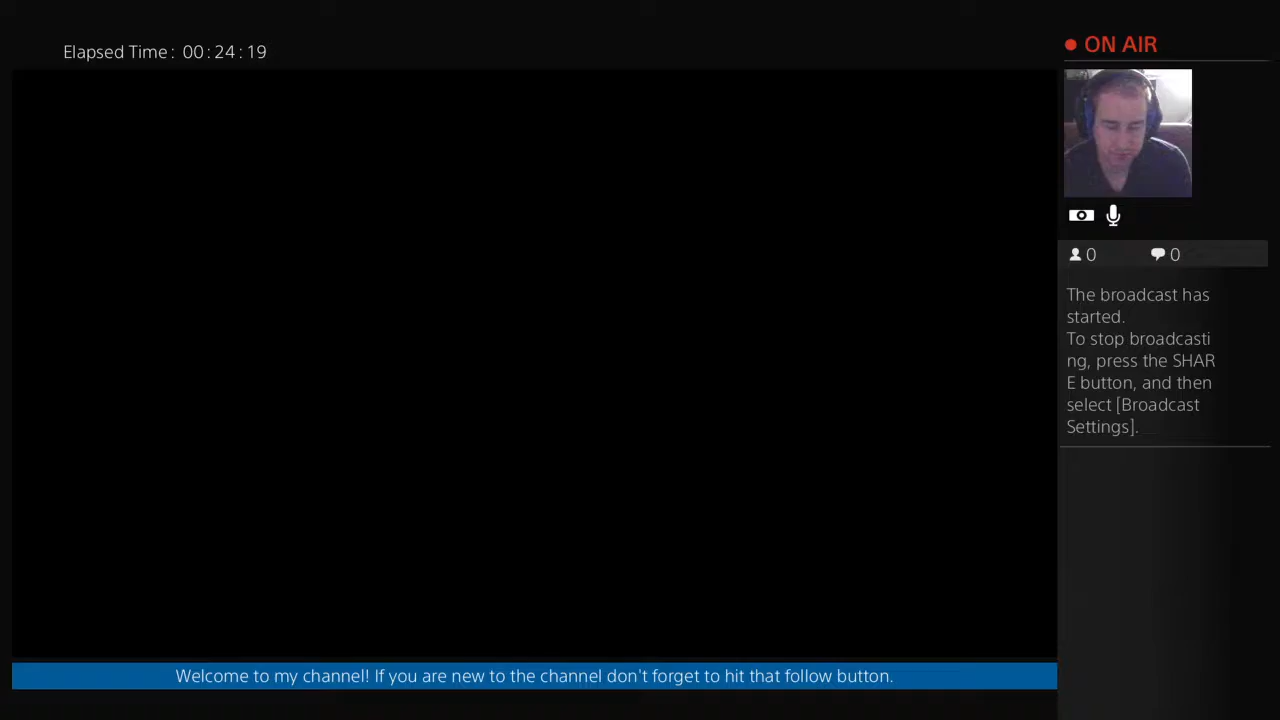 Elapsed Time: 00:24:19
ON AIR
0 0
The broadcast has
started.
To stop broadcasti
ng, press the SHAR
E button, and then
select [Broadcast
Settings].
Welcome to my channel! If you are new to the channel don't forget to hit that follow button.